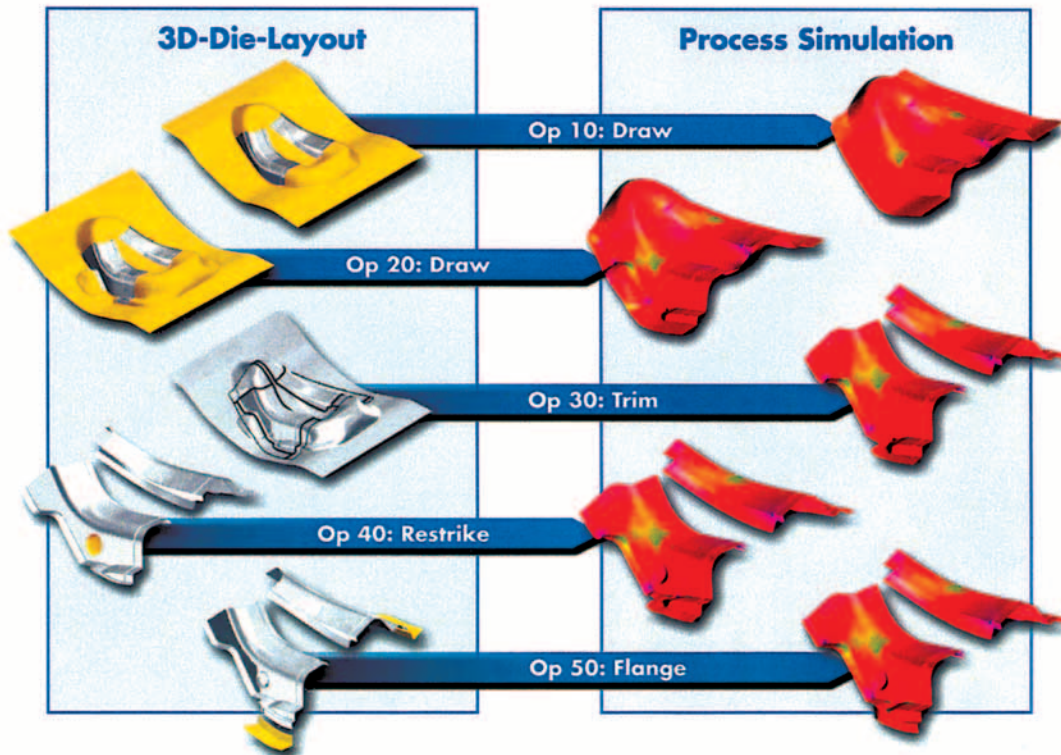 3D-Die-Layout
Process Simulation
Op 10: Draw
Op 20: Draw
Op 30: Trim
Op 40: Restrike
Op 50: Flange